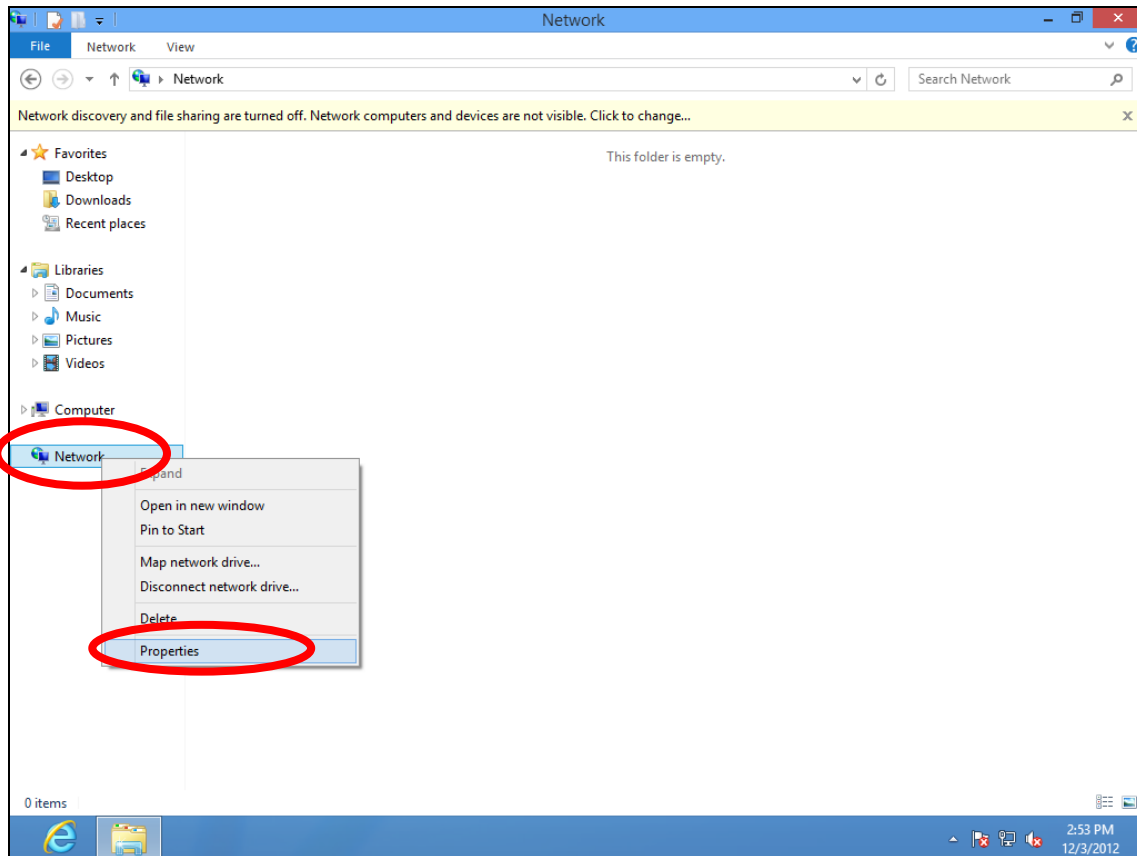 Network
File Network View
Network
Search Network
Network discovery and file sharing are turned off. Network computers and devices are not visible. Click to change...
This folder is empty.
Favorites
Desktop
Downloads
Recent places
Libraries
Documents
Music
Pictures
Videos
Computer
Network
Expand
Open in new window
Pin to Start
Map network drive...
Disconnect network drive...
Delete
Properties
0 items
2:53 PM
12/3/2012